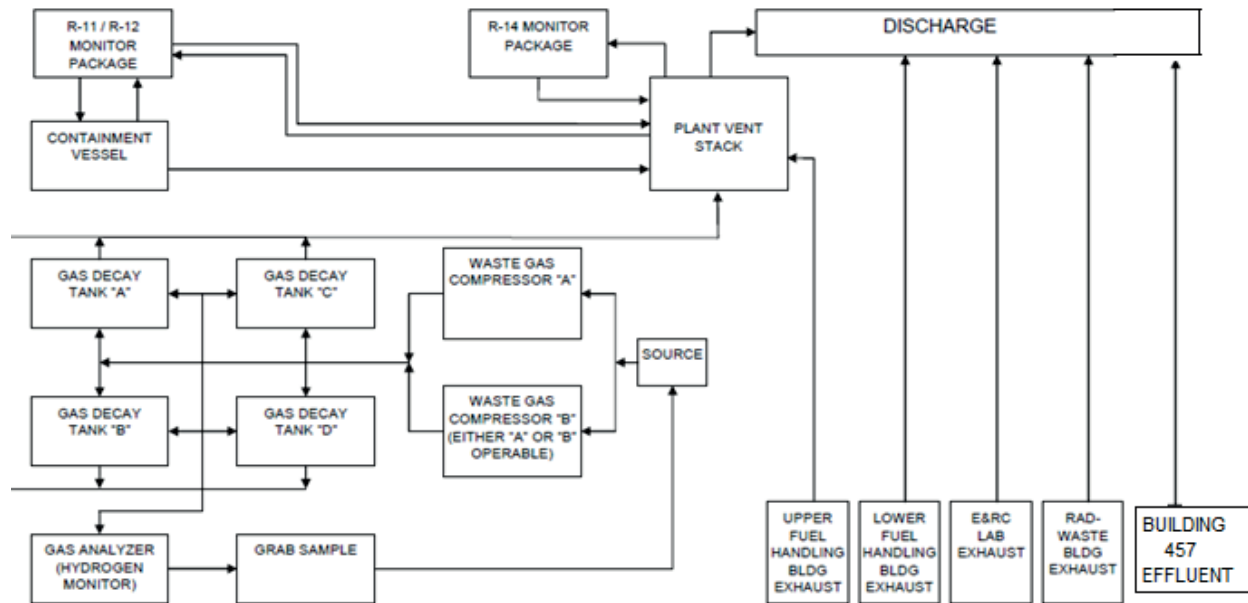 R-11 / R-12
MONITOR
PACKAGE
R-14 MONITOR
PACKAGE
DISCHARGE
CONTAINMENT
VESSEL
PLANT VENT
STACK
GAS DECAY
TANK "A"
GAS DECAY
TANK "C"
WASTE GAS
COMPRESSOR "A"
SOURCE
GAS DECAY
TANK "B"
GAS DECAY
TANK "D"
WASTE GAS
COMPRESSOR "B"
(EITHER "A" OR "B"
OPERABLE)
GAS ANALYZER
(HYDROGEN
MONITOR)
GRAB SAMPLE
UPPER
FUEL
HANDLING
BLDG
EXHAUST
LOWER
FUEL
HANDLING
BLDG
EXHAUST
E&RC
LAB
EXHAUST
RAD-
WASTE
BLDG
EXHAUST
BUILDING
457
EFFLUENT